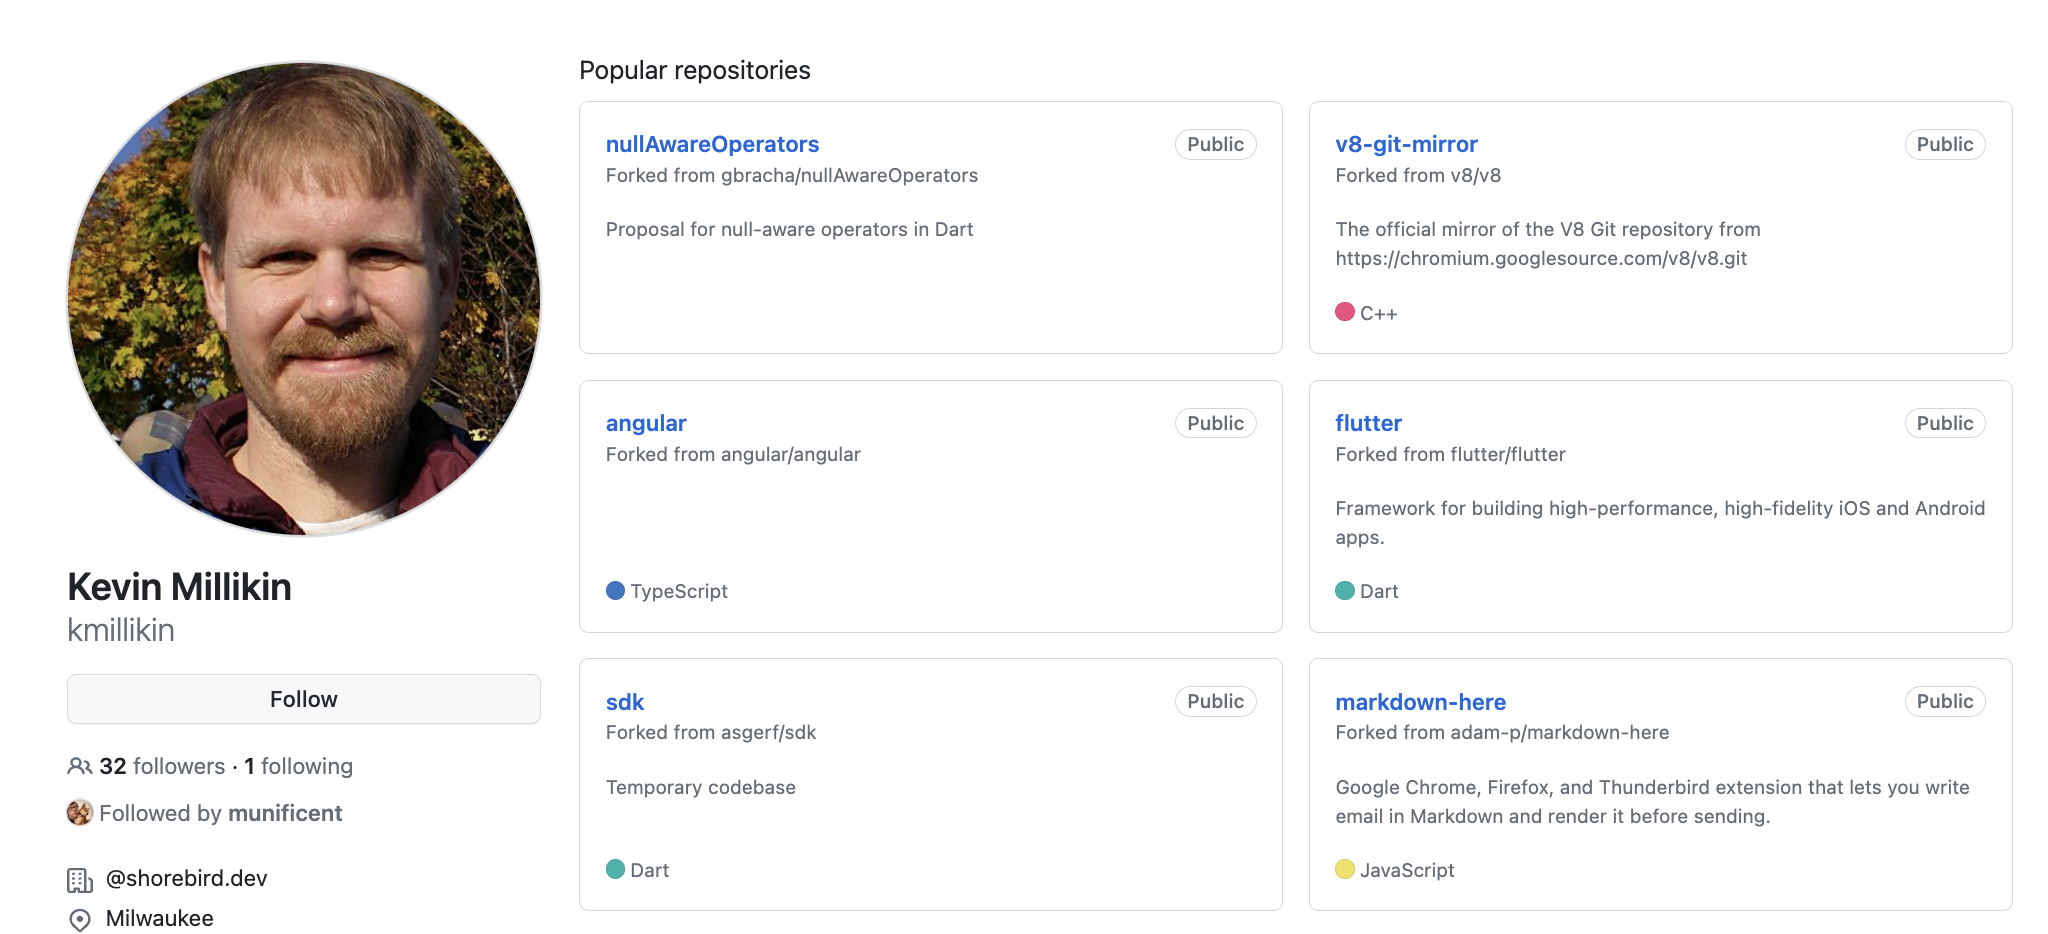 Kevin Millikin
kmillikin
Follow
32 followers · 1 following
Followed by munificent
@shorebird.dev
Milwaukee
Popular repositories
nullAwareOperators
Public
Forked from gbracha/nullAwareOperators
Proposal for null-aware operators in Dart
v8-git-mirror
Public
Forked from v8/v8
The official mirror of the V8 Git repository from
https://chromium.googlesource.com/v8/v8.git
C++
angular
Public
Forked from angular/angular
TypeScript
flutter
Public
Forked from flutter/flutter
Framework for building high-performance, high-fidelity iOS and Android
apps.
Dart
sdk
Public
Forked from asgerf/sdk
Temporary codebase
Dart
markdown-here
Public
Forked from adam-p/markdown-here
Google Chrome, Firefox, and Thunderbird extension that lets you write
email in Markdown and render it before sending.
JavaScript